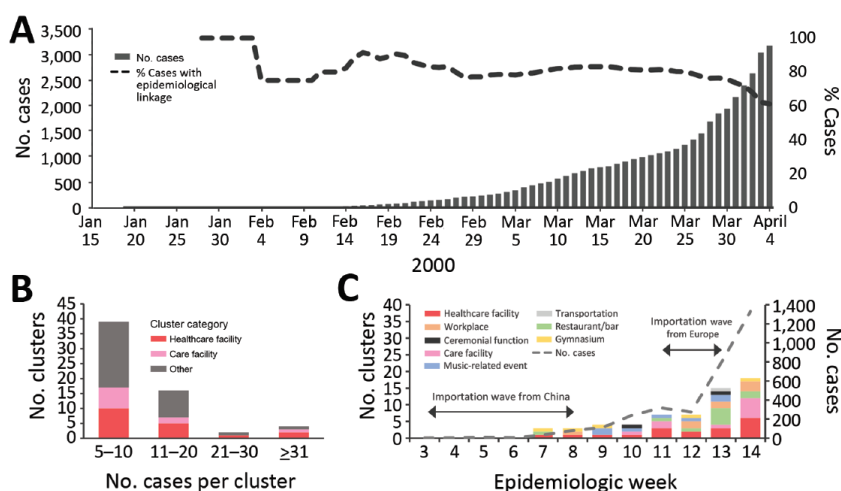 A
3,500
3,000
2,500
2,000
1,500
1,000
500
0
No. cases
No. cases
% Cases with
epidemiological
linkage
100
80
60
40
20
0
% Cases
Jan Jan Jan Jan Feb Feb Feb Feb Feb Feb Mar Mar Mar Mar Mar Mar April
15 20 25 30 4 9 14 19 24 29 5 10 15 20 25 30 4
2000
B
45
40
35
30
25
20
15
10
5
0
No. clusters
Cluster category
Healthcare facility
Care facility
Other
5–10 11–20 21–30 ≥31
No. cases per cluster
C
40
35
30
25
20
15
10
5
0
No. clusters
Healthcare facility
Workplace
Ceremonial function
Care facility
Music-related event
Transportation
Restaurant/bar
Gymnasium
No. cases
Importation wave
from Europe
Importation wave from China
1,400
1,200
1,000
800
600
400
200
0
No. cases
3 4 5 6 7 8 9 10 11 12 13 14
Epidemiologic week